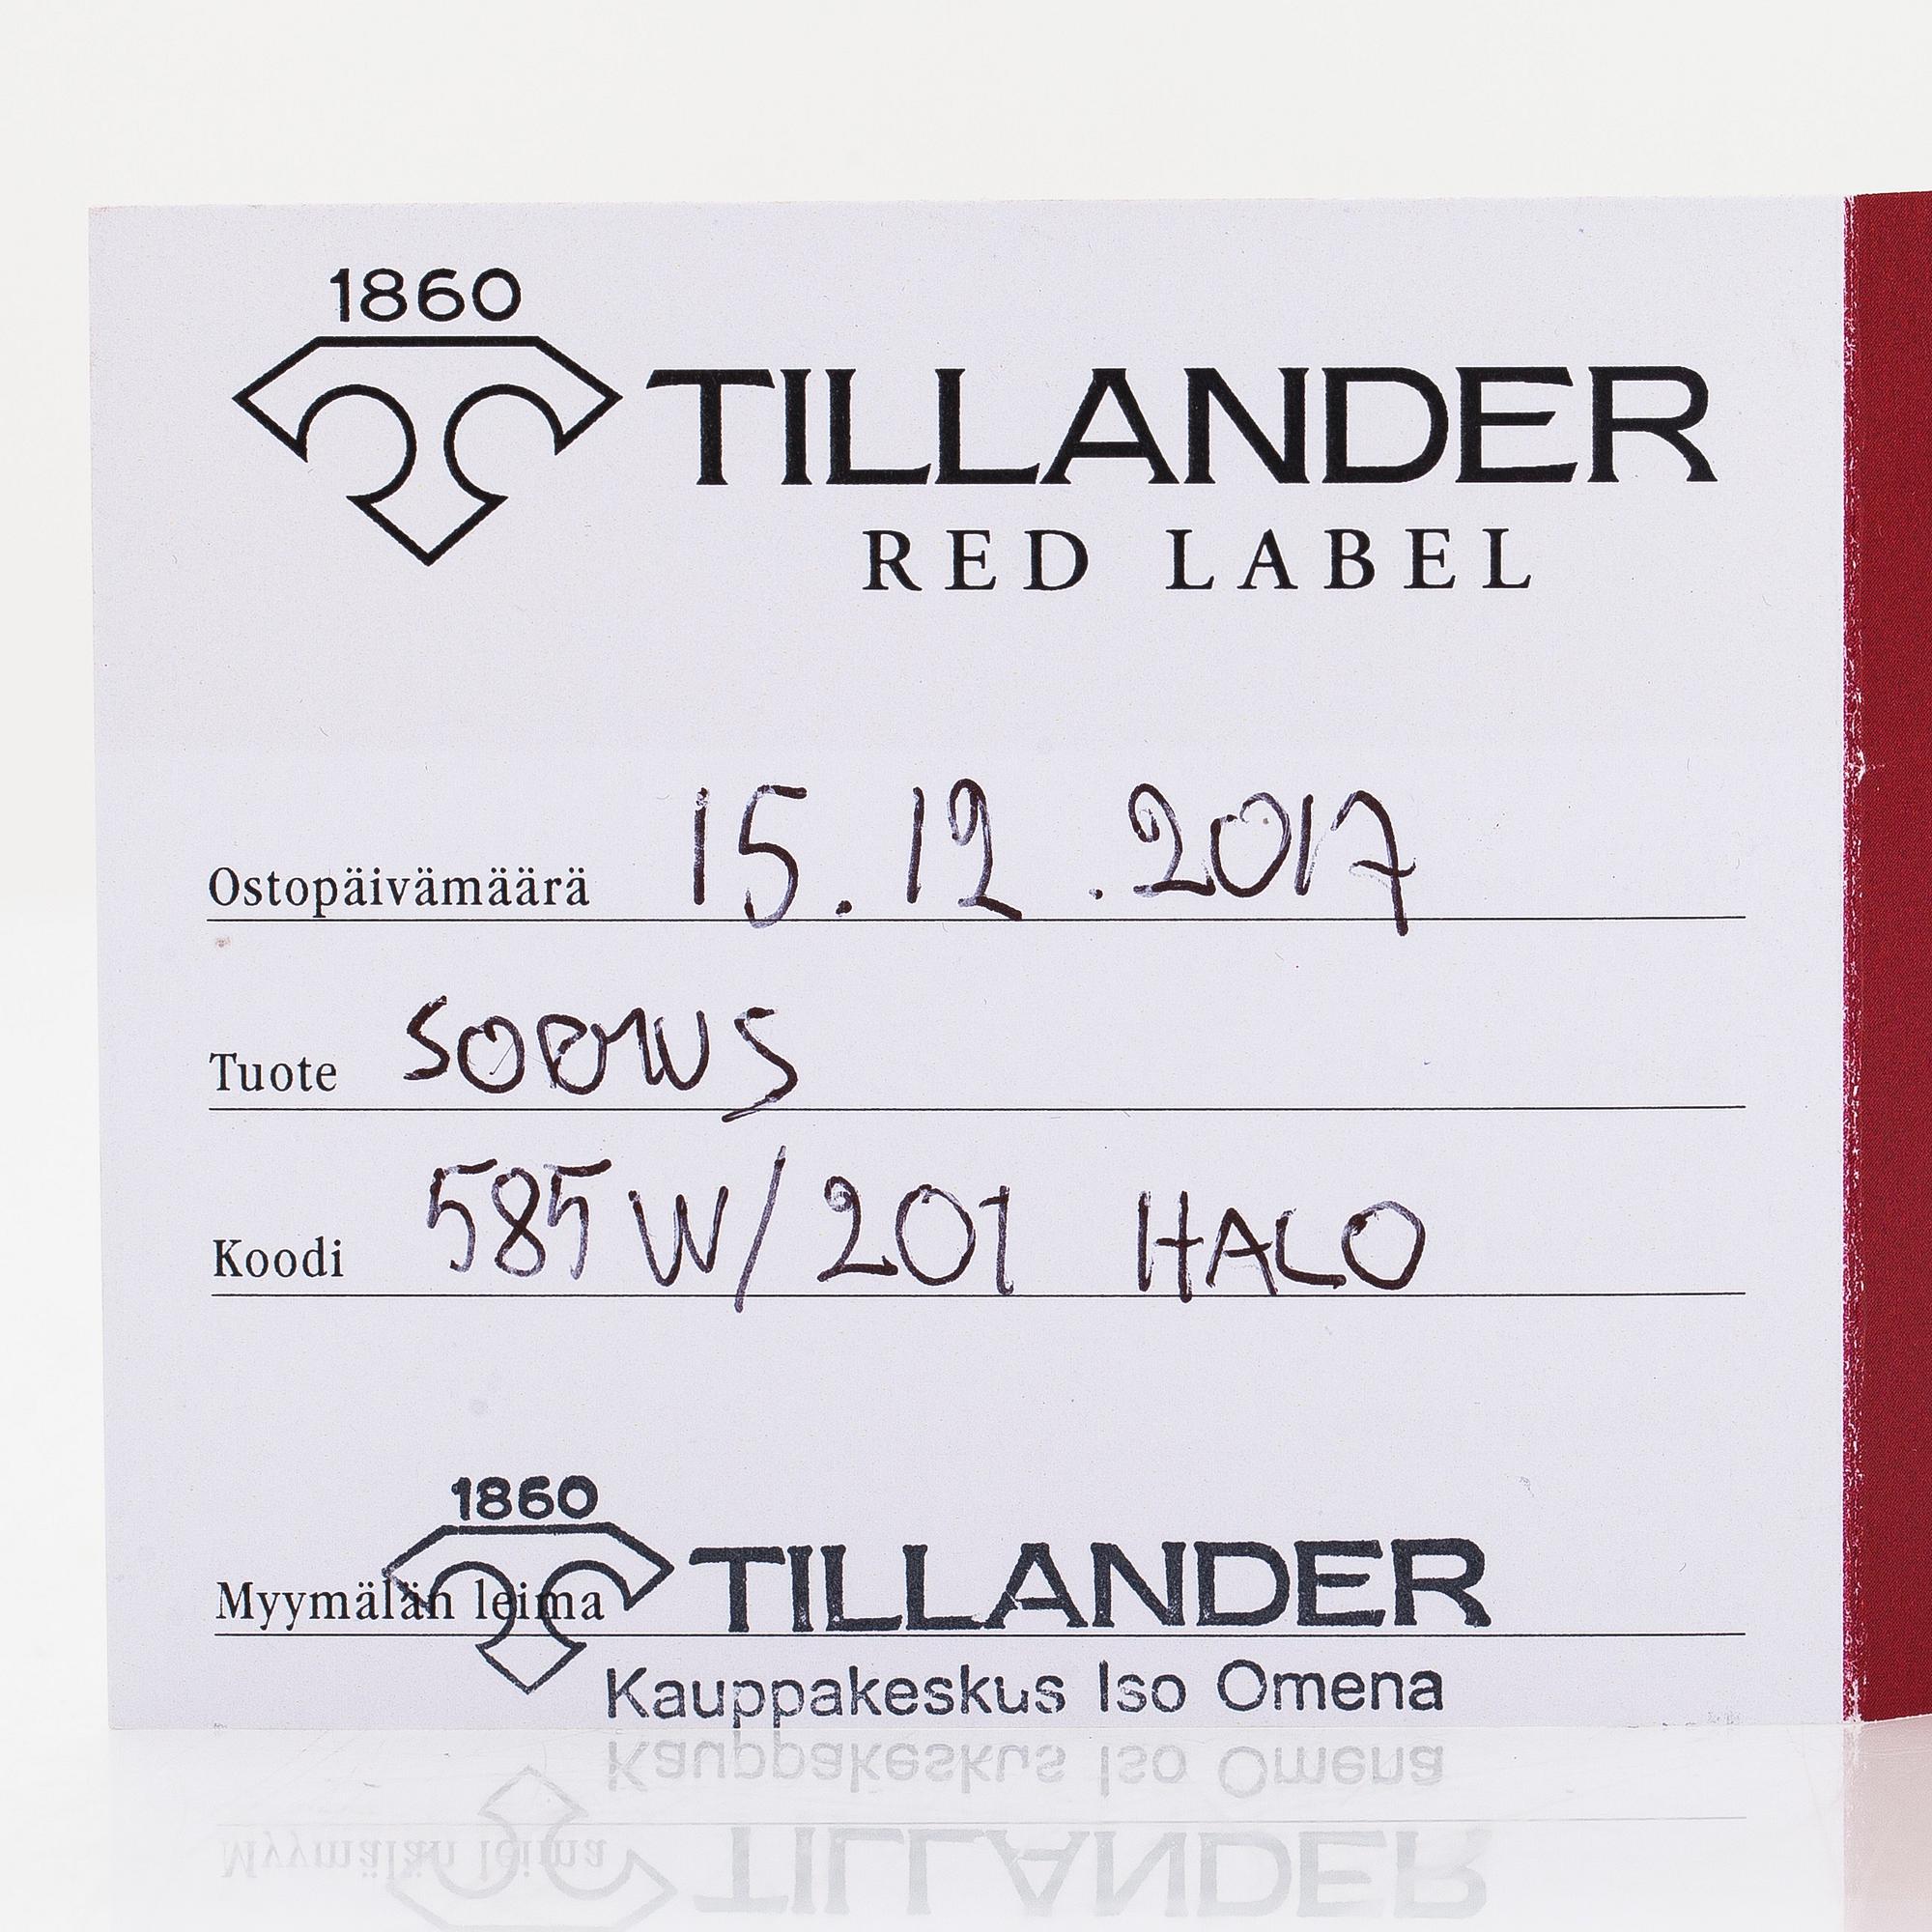 1860
TILLANDER
RED LABEL
Ostopäivämäärä 15.12.2017
Tuote SORMUS
Koodi 585W/201 HALO
1860
Myymälän leima TILLANDER
Kauppakeskus Iso Omena